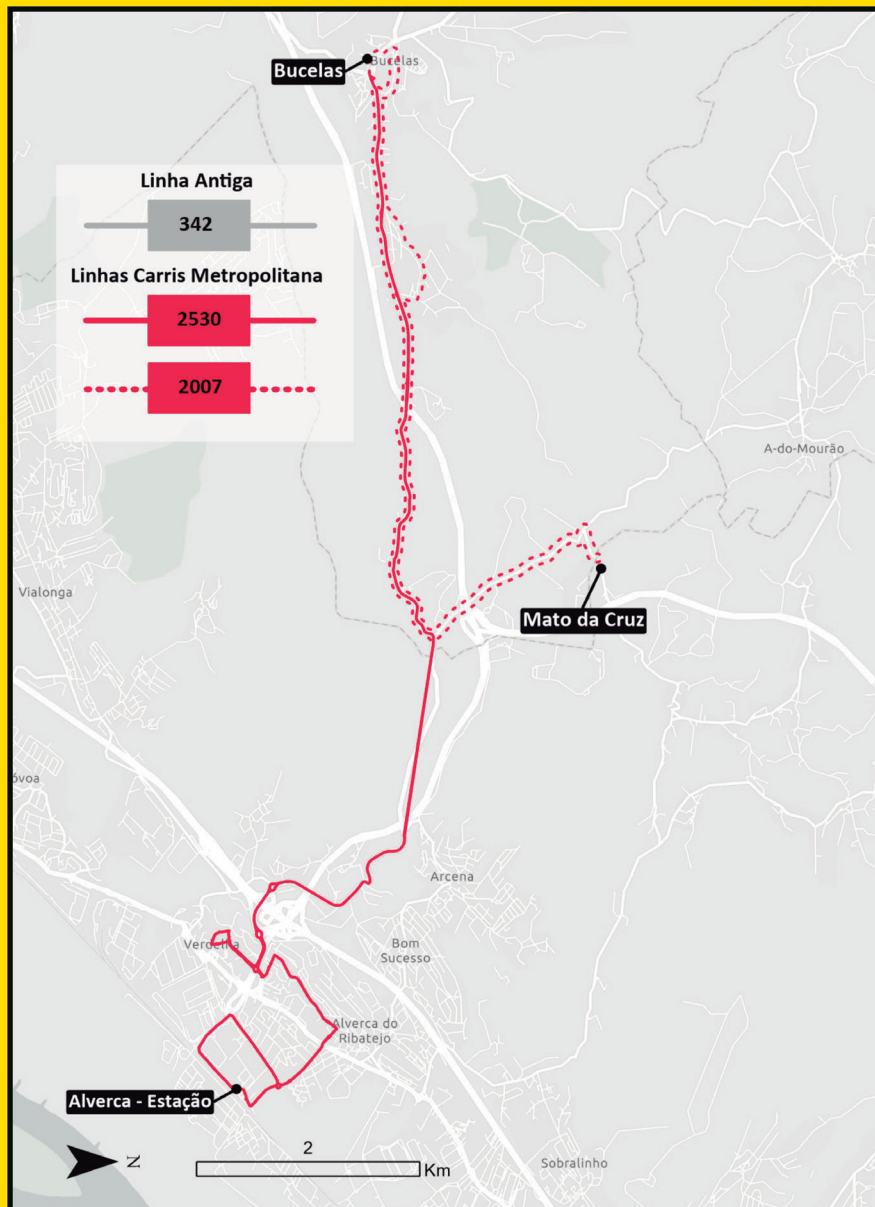 Bucelas
Bucelas
Linha Antiga
342
Linhas Carris Metropolitana
2530
2007
A-do-Mourão
Vialonga
Mato da Cruz
óvoa
Arcena
Verdelha
Bom
Sucesso
Alverca do
Ribatejo
Alverca - Estação
N
2
Km
Sobralinho